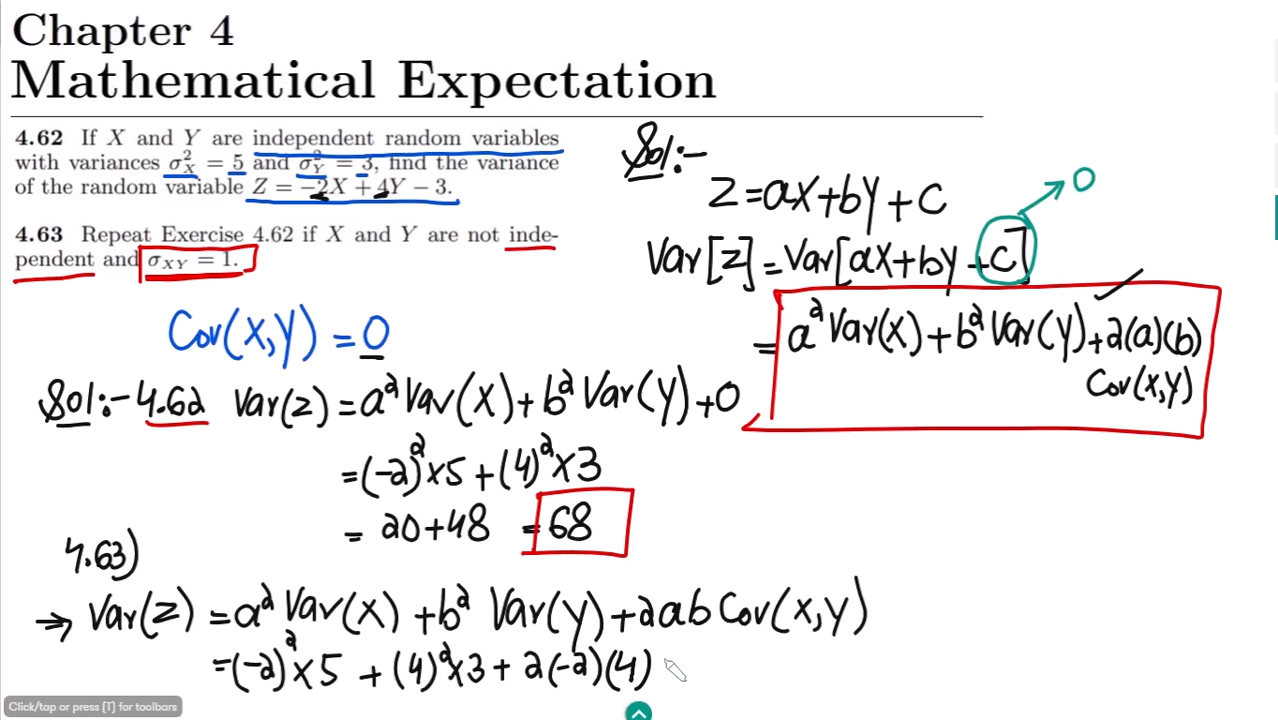 Chapter 4
Mathematical Expectation
4.62 If X and Y are independent random variables
with variances σ²_X = 5 and σ²_Y = 3, find the variance
of the random variable Z = −2X + 4Y − 3.
4.63 Repeat Exercise 4.62 if X and Y are not inde-
pendent and σ_XY = 1.
Sol:-
Z = aX + bY + C
Var[Z] = Var[aX + bY + C] → 0
= a² Var(X) + b² Var(Y) + 2(a)(b)
Cov(X,Y)
Cov(X,Y) = 0
Sol:- 4.62 Var(Z) = a² Var(X) + b² Var(Y) + 0
= (-2)² × 5 + (4)² × 3
= 20 + 48 = 68
4.63)
→ Var(Z) = a² Var(X) + b² Var(Y) + 2ab Cov(X,Y)
= (-2)² × 5 + (4)² × 3 + 2(-2)(4)
Click/tap or press (T) for toolbars